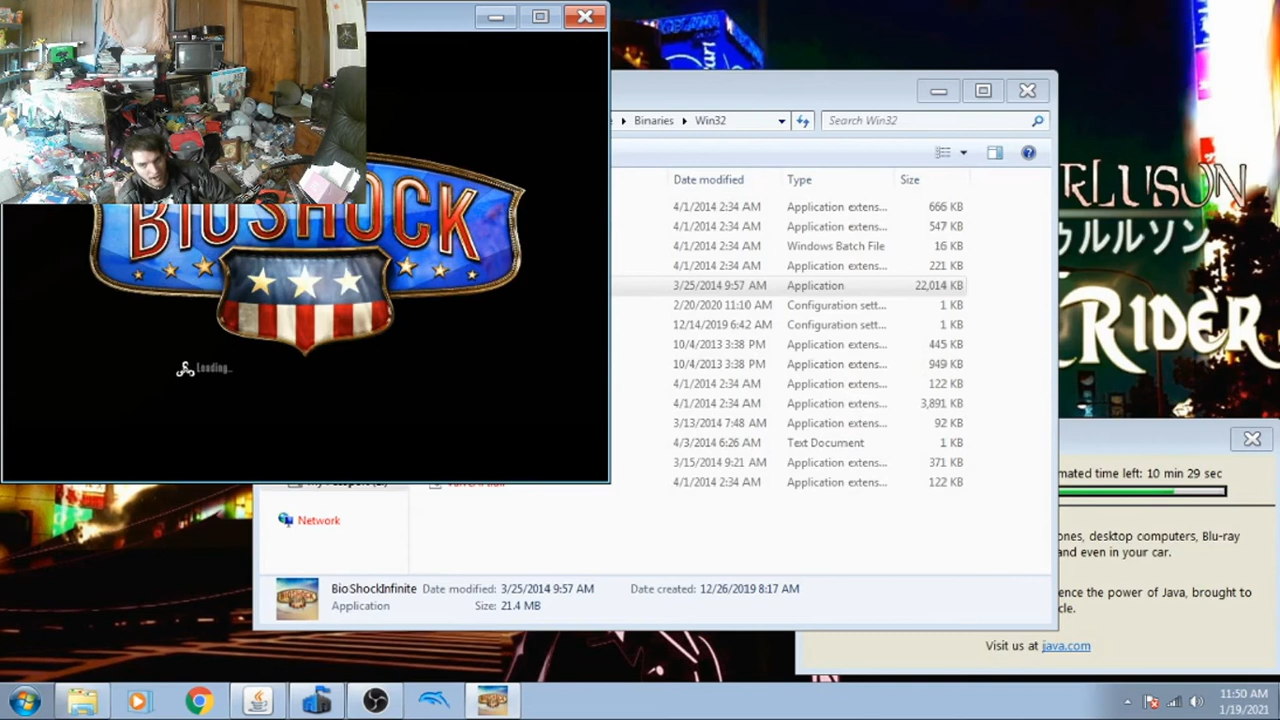 BIOSHOCK
Loading...
Binaries
Win32
Search Win32
Date modified
Type
Size
4/1/2014 2:34 AM Application extens... 666 KB
4/1/2014 2:34 AM Application extens... 547 KB
4/1/2014 2:34 AM Windows Batch File 16 KB
4/1/2014 2:34 AM Application extens... 221 KB
3/25/2014 9:57 AM Application 22,014 KB
2/20/2020 11:10 AM Configuration sett... 1 KB
12/14/2019 6:42 AM Configuration sett... 1 KB
10/4/2013 3:38 PM Application extens... 445 KB
10/4/2013 3:38 PM Application extens... 949 KB
4/1/2014 2:34 AM Application extens... 122 KB
4/1/2014 2:34 AM Application extens... 3,891 KB
3/13/2014 7:48 AM Application extens... 92 KB
4/3/2014 6:26 AM Text Document 1 KB
3/15/2014 9:21 AM Application extens... 371 KB
4/1/2014 2:34 AM Application extens... 122 KB
Network
BioShockInfinite Date modified: 3/25/2014 9:57 AM Date created: 12/26/2019 8:17 AM
Application Size: 21.4 MB
ルルソン
RIDER
mated time left: 10 min 29 sec
ones, desktop computers, Blu-ray
and even in your car.
ence the power of Java, brought to
cle.
Visit us at java.com
11:50 AM
1/19/2021